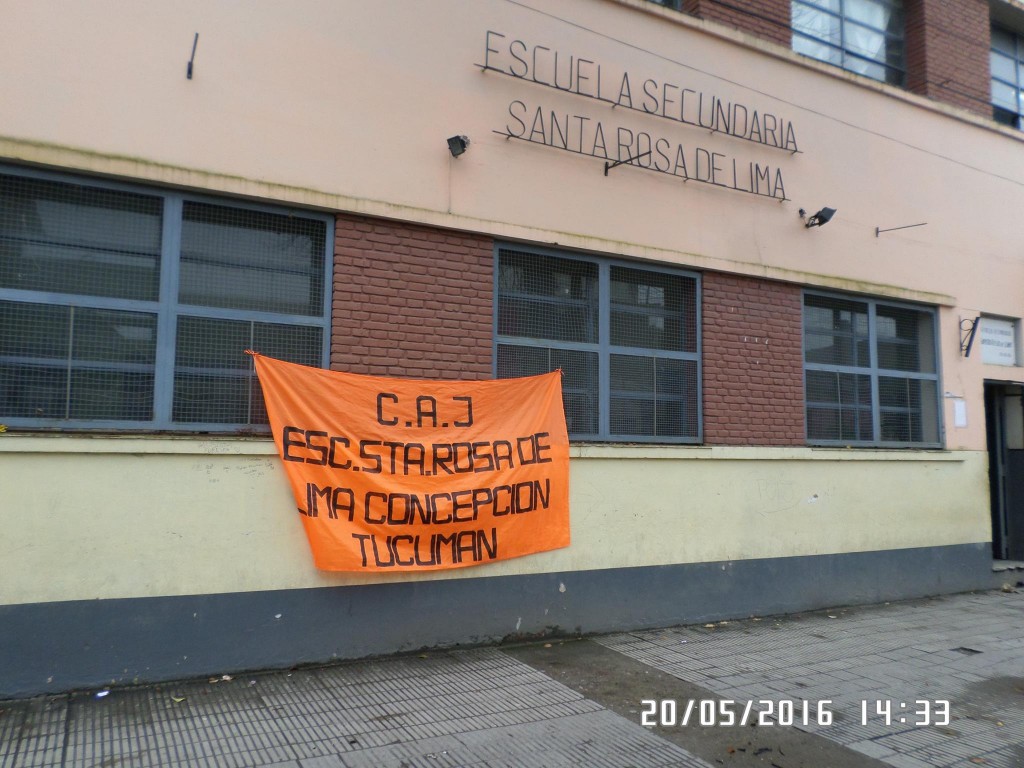 ESCUELA SECUNDARIA
SANTA ROSA DE LIMA
C.A.J
ESC.STA.ROSA DE
LIMA CONCEPCION
TUCUMAN
20/05/2016 14:33